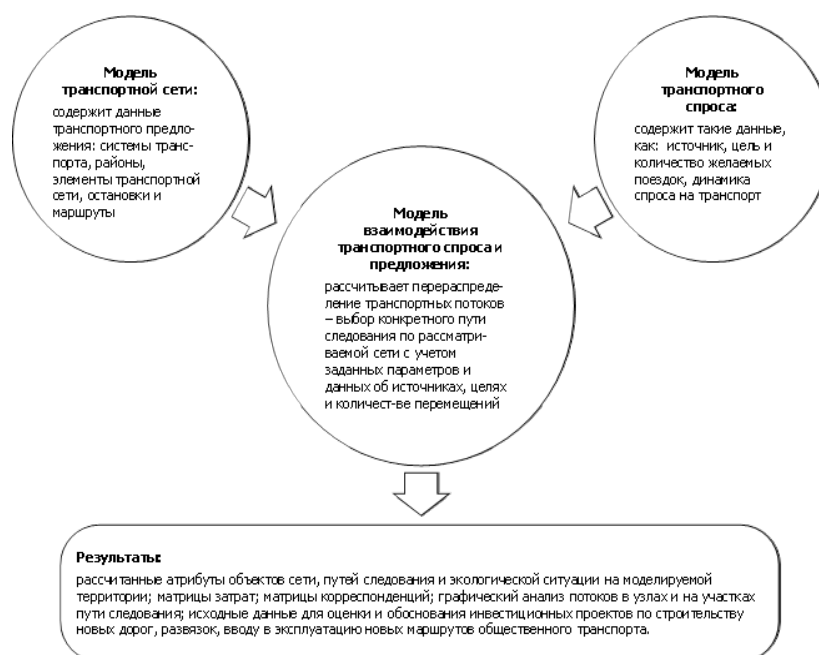 Модель
транспортной сети:
содержит данные
транспортного предло-
жения: системы транс-
порта, районы,
элементы транспортной
сети, остановки и
маршруты
Модель
транспортного
спроса:
содержит такие данные,
как: источник, цель и
количество желаемых
поездок, динамика
спроса на транспорт
Модель
взаимодействия
транспортного спроса и
предложения:
рассчитывает перераспреде-
ление транспортных потоков
– выбор конкретного пути
следования по рассматри-
ваемой сети с учетом
заданных параметров и
данных об источниках, целях
и количест-ве перемещений
Результаты:
рассчитанные атрибуты объектов сети, путей следования и экологической ситуации на моделируемой
территории; матрицы затрат; матрицы корреспонденций; графический анализ потоков в узлах и на участках
пути следования; исходные данные для оценки и обоснования инвестиционных проектов по строительству
новых дорог, развязок, вводу в эксплуатацию новых маршрутов общественного транспорта.